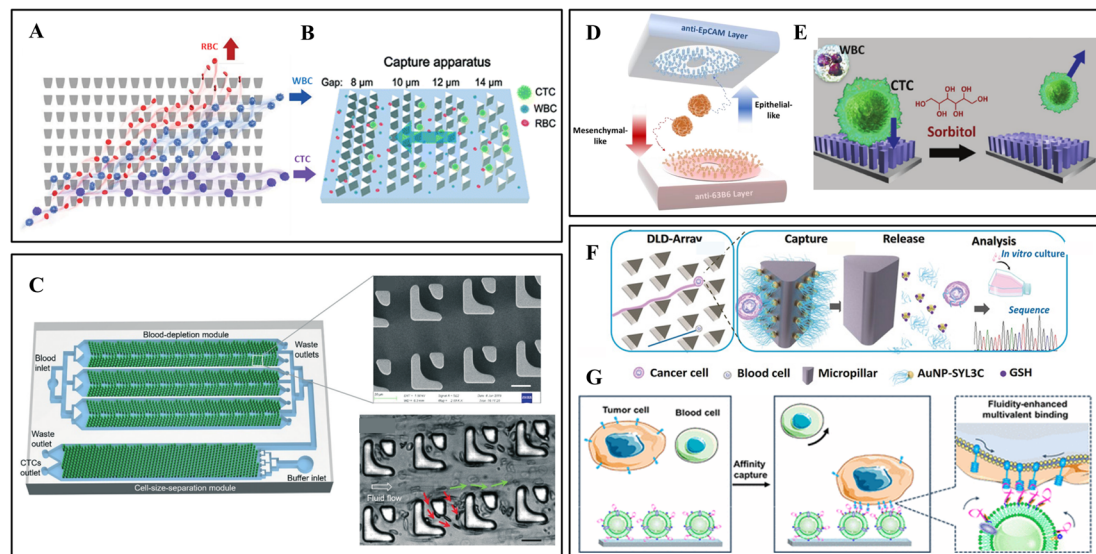 A
RBC
WBC
CTC
B
Capture apparatus
Gap: 8 μm 10 μm 12 μm 14 μm
CTC
WBC
RBC
C
Blood-depletion module
Blood inlet
Waste outlets
Waste outlet
CTCs outlet
Buffer inlet
Cell-size-separation module
Fluid flow
D
anti-EpCAM Layer
Mesenchymal-like
Epithelial-like
anti-63B6 Layer
E
WBC
CTC
HO
OH
Sorbitol
F
DLD-Array
Capture
Release
Analysis
In vitro culture
Sequence
Cancer cell
Blood cell
Micropillar
AuNP-SYL3C
GSH
G
Tumor cell
Blood cell
Affinity capture
Fluidity-enhanced multivalent binding